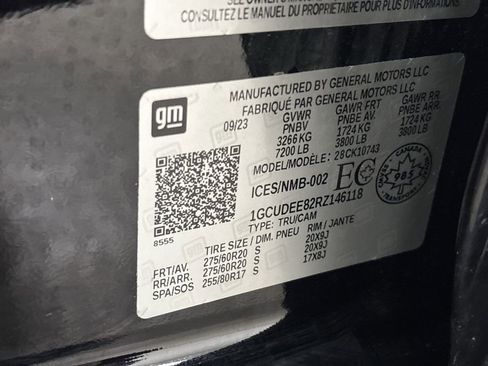 CONSULTEZ LE MANUEL DU PROPRIÉTAIRE POUR PLUS D'INFORMATIONS.
gm
MANUFACTURED BY GENERAL MOTORS LLC
FABRIQUÉ PAR GENERAL MOTORS LLC
09/23 GVWR GAWR FRT GAWR RR
PNBV PNBE AV. PNBE ARR.
3266 KG 1724 KG 1724 KG
7200 LB 3800 LB 3800 LB
MODEL/MODÈLE: 28CK10743
ICES/NMB-002 EC
CANADA
985
1GCUDEE82RZ146118
TYPE: TRU/CAM
8555
TIRE SIZE / DIM. PNEU RIM / JANTE
FRT/AV. 275/60R20 S 20X9J
RR/ARR. 275/60R20 S 20X9J
SPA/SOS 255/80R17 S 17X8J